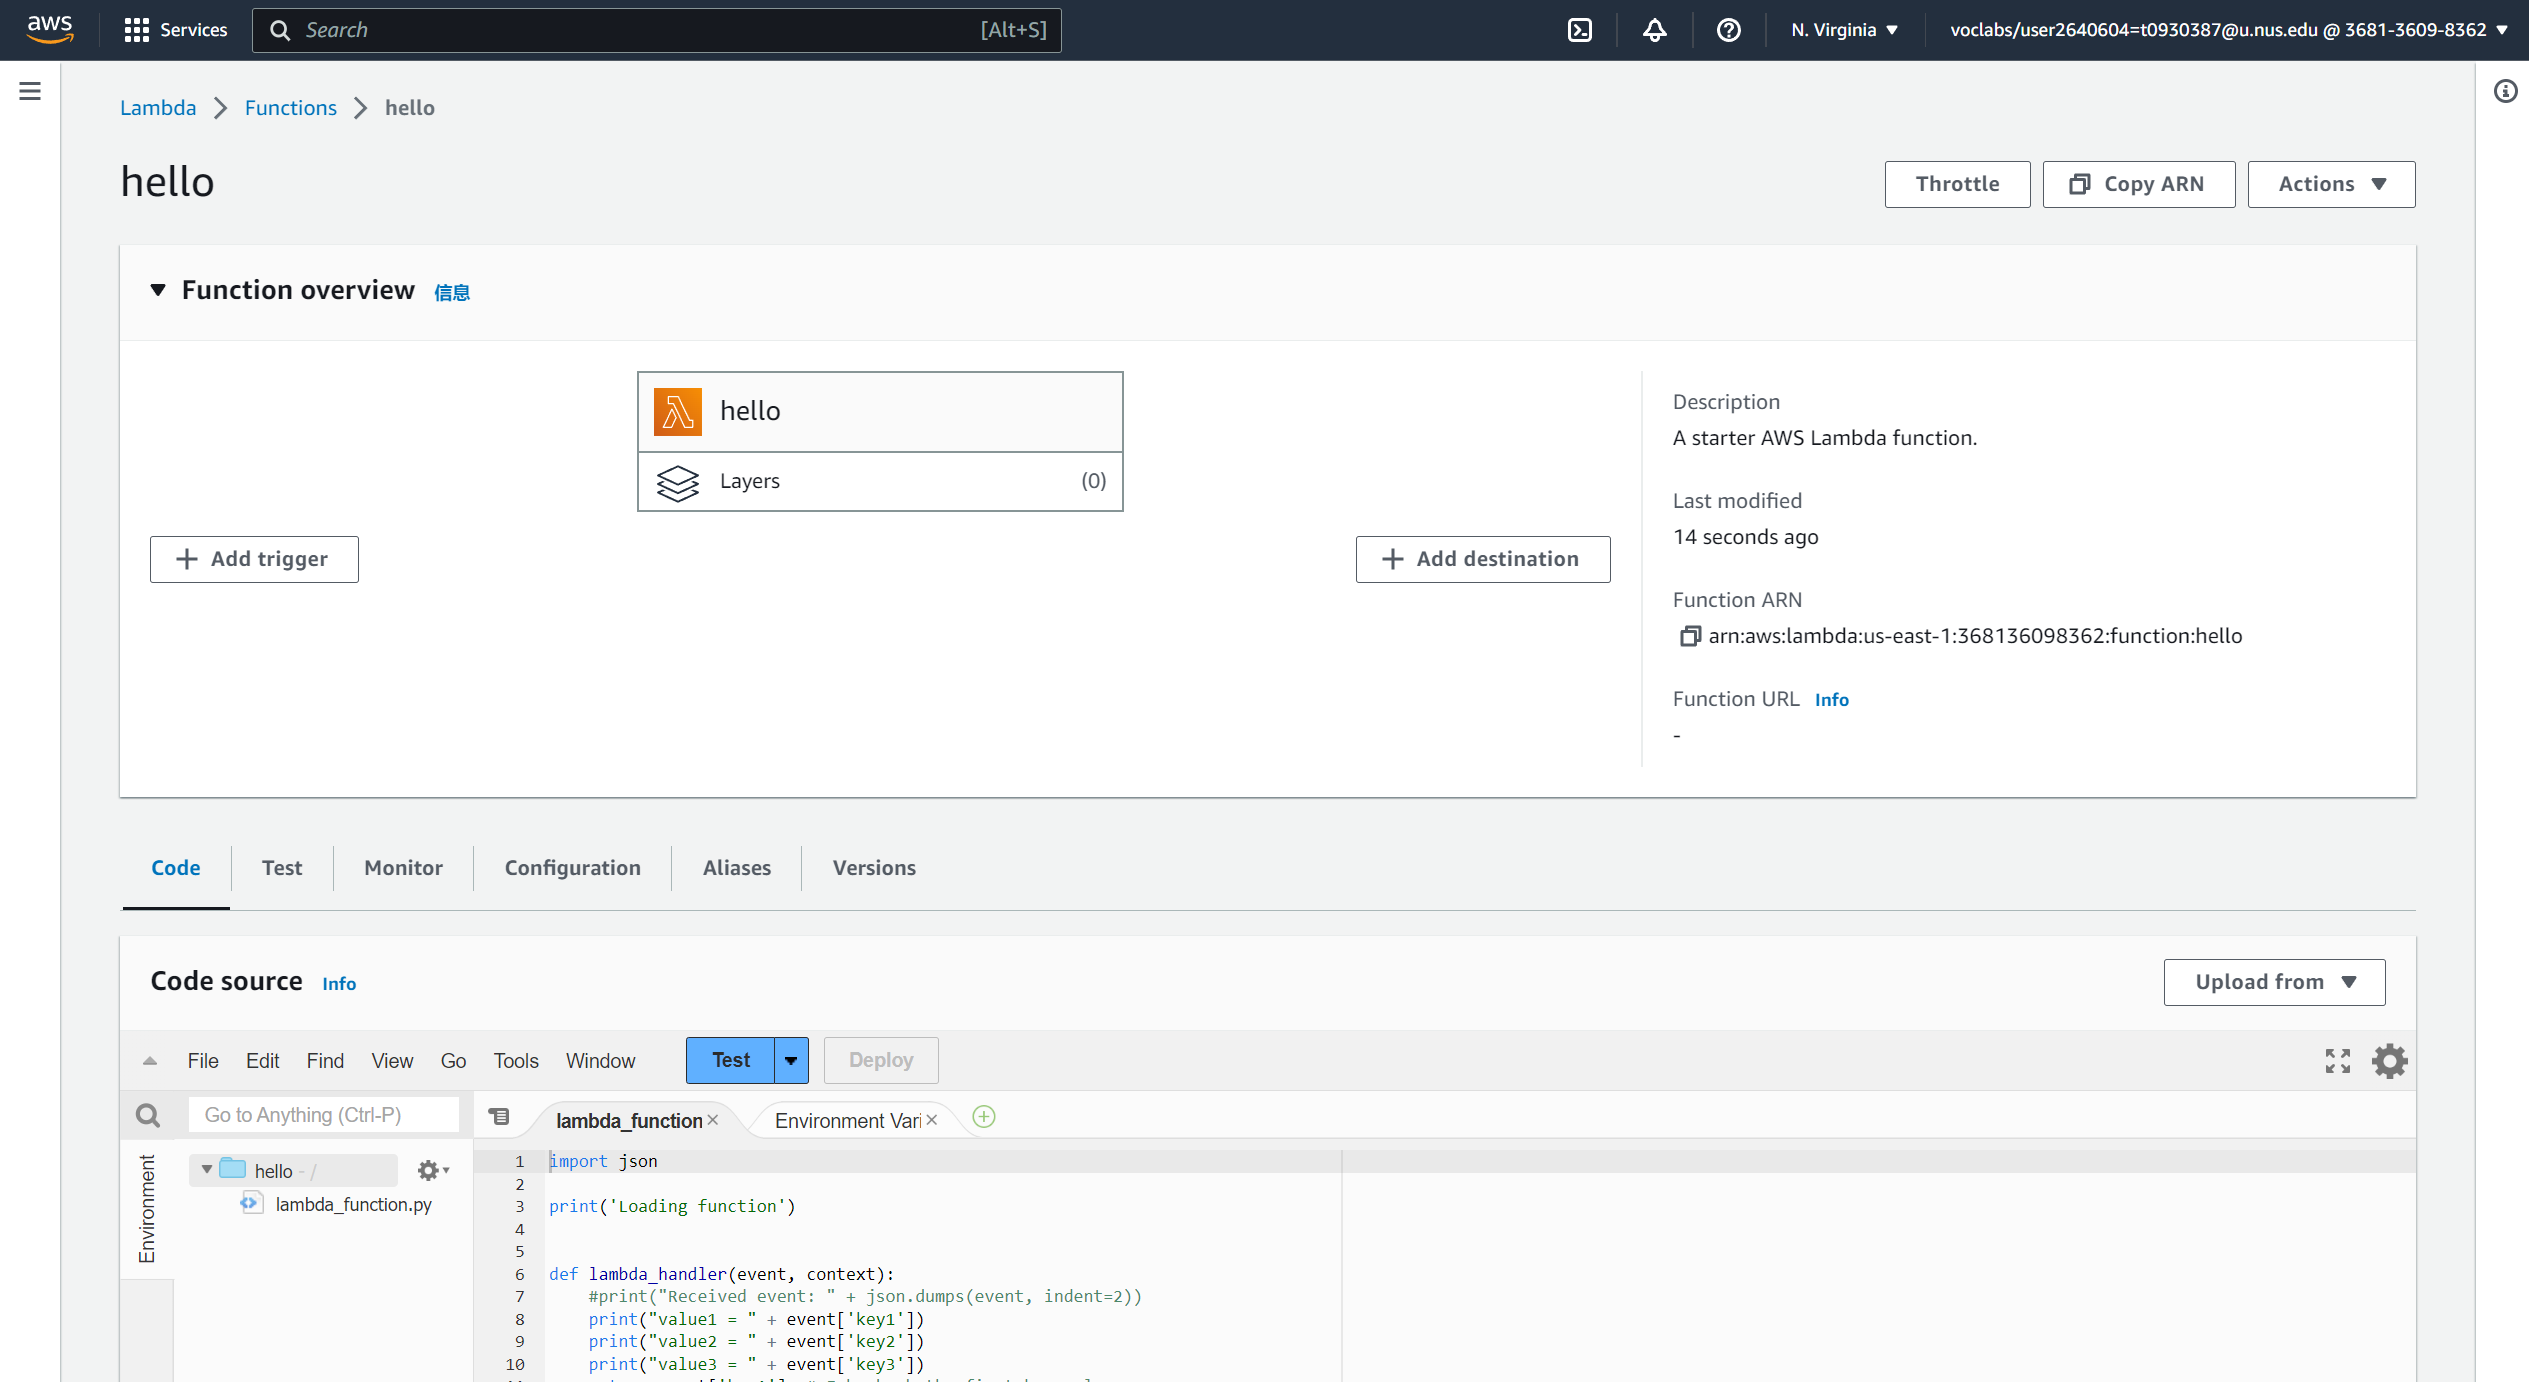 aws Services Search [Alt+S] N. Virginia voclabs/user2640604=t0930387@u.nus.edu @ 3681-3609-8362
Lambda Functions hello
hello
Throttle Copy ARN Actions
Function overview 信息
hello
Layers (0)
Add trigger
Add destination
Description
A starter AWS Lambda function.
Last modified
14 seconds ago
Function ARN
arn:aws:lambda:us-east-1:368136098362:function:hello
Function URL Info
-
Code Test Monitor Configuration Aliases Versions
Code source Info
Upload from
File Edit Find View Go Tools Window Test Deploy
Go to Anything (Ctrl-P)
lambda_function Environment Vari
Environment
hello - /
lambda_function.py
1 import json
2
3 print('Loading function')
4
5
6 def lambda_handler(event, context):
7 #print("Received event: " + json.dumps(event, indent=2))
8 print("value1 = " + event['key1'])
9 print("value2 = " + event['key2'])
10 print("value3 = " + event['key3'])